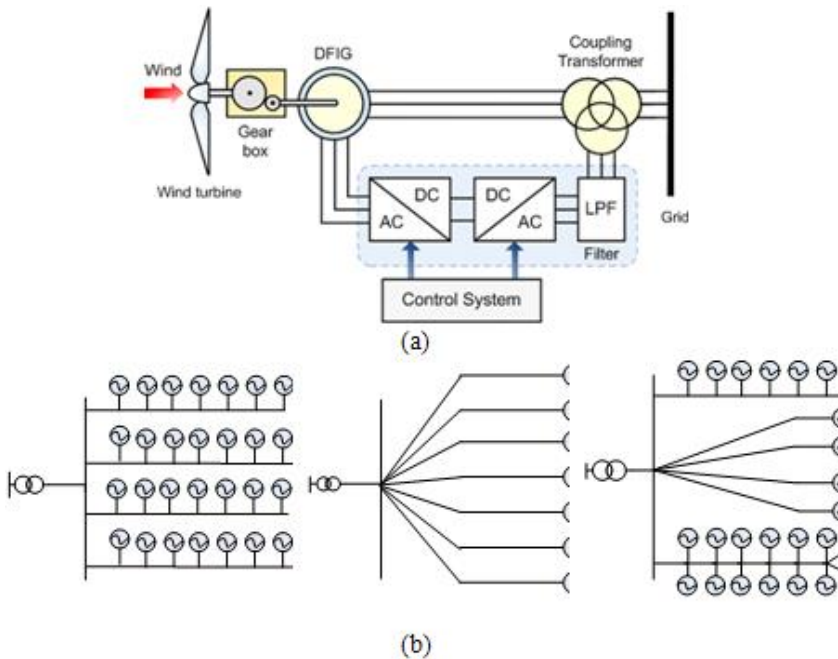 DFIG
Coupling
Transformer
Wind
Gear
box
Wind turbine
DC
AC
DC
AC
LPF
Filter
Grid
Control System
(a)
(b)